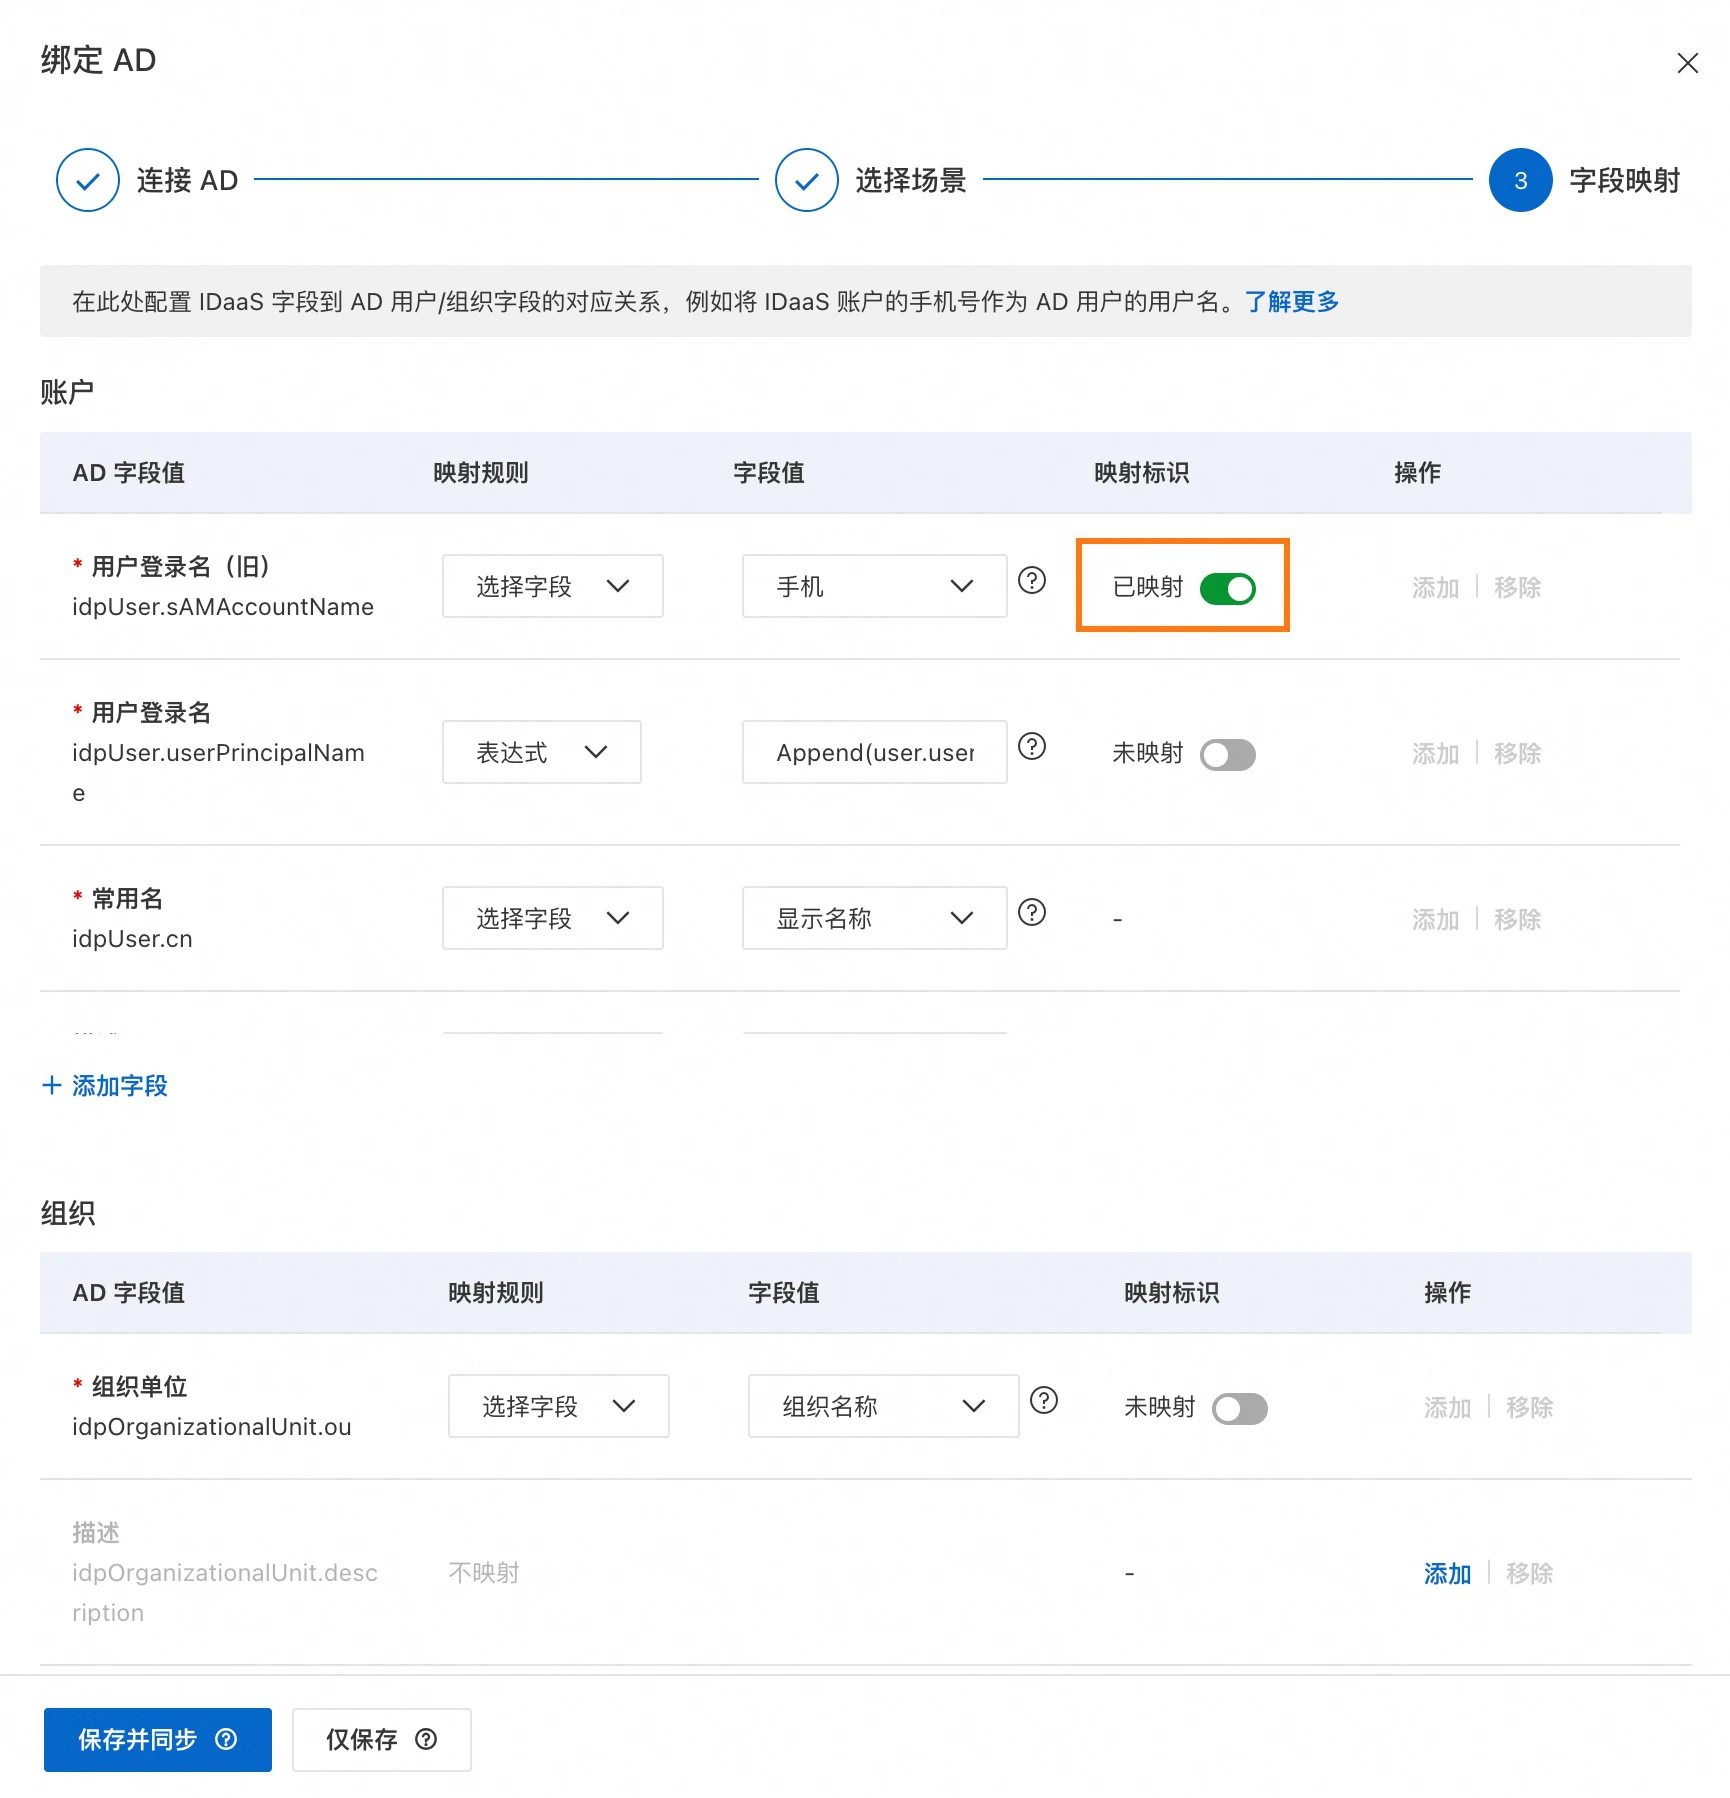 绑定 AD
连接 AD
选择场景
3 字段映射
在此处配置 IDaaS 字段到 AD 用户/组织字段的对应关系，例如将 IDaaS 账户的手机号作为 AD 用户的用户名。了解更多
账户
AD 字段值 映射规则 字段值 映射标识 操作
* 用户登录名（旧）
idpUser.sAMAccountName
选择字段 手机 ? 已映射 添加 | 移除
* 用户登录名
idpUser.userPrincipalNam
e
表达式 Append(user.user ? 未映射 添加 | 移除
* 常用名
idpUser.cn
选择字段 显示名称 ? - 添加 | 移除
+ 添加字段
组织
AD 字段值 映射规则 字段值 映射标识 操作
* 组织单位
idpOrganizationalUnit.ou
选择字段 组织名称 ? 未映射 添加 | 移除
描述
idpOrganizationalUnit.desc
ription
不映射 - 添加 | 移除
保存并同步 ? 仅保存 ?